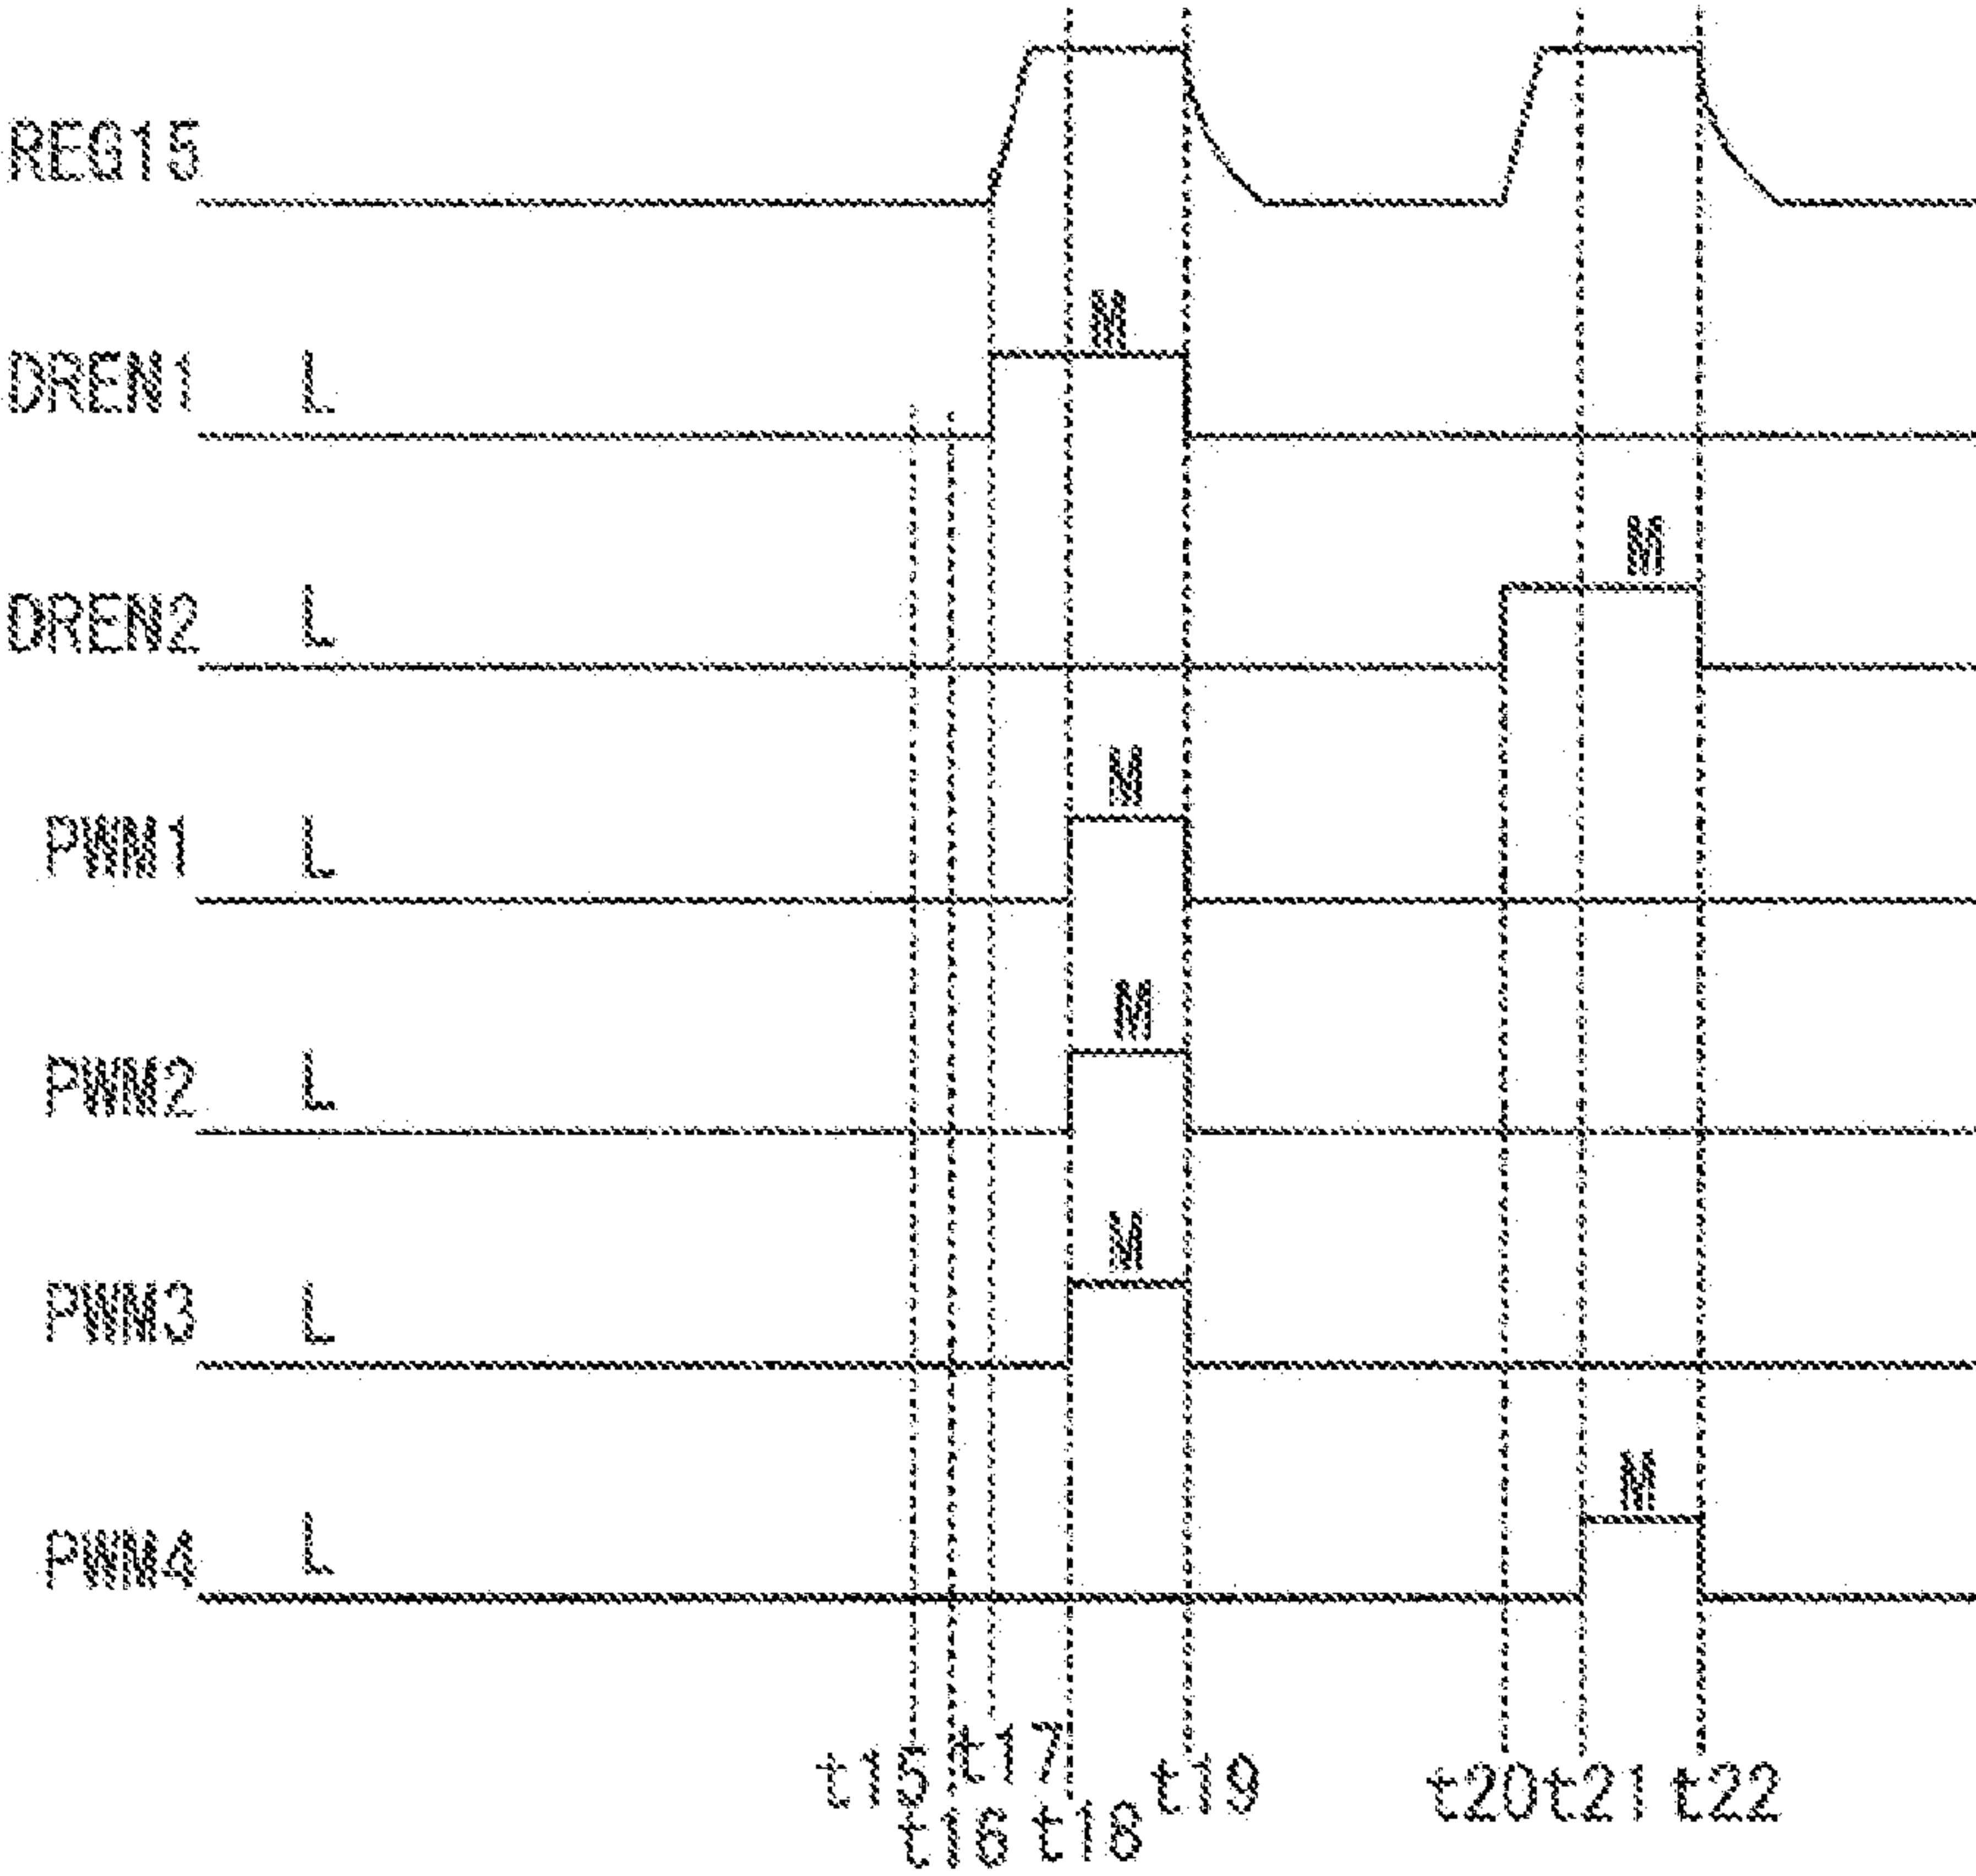 REG15
M
DREN1 L
M
DREN2 L
M
PWM1 L
M
PWM2 L
M
PWM3 L
M
PWM4 L
t15 t17 t19 t20 t21 t22
t16 t18